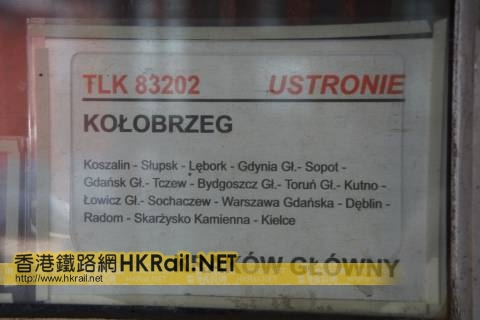 TLK 83202 USTRONIE
KOŁOBRZEG
Koszalin - Słupsk - Lębork - Gdynia Gł.- Sopot -
Gdańsk Gł.- Tczew - Bydgoszcz Gł.- Toruń Gł.- Kutno -
Łowicz Gł.- Sochaczew - Warszawa Gdańska - Dęblin -
Radom - Skarżysko Kamienna - Kielce
GŁÓWNY
香港鐵路網HKRail.NET
http://www.hkrail.net